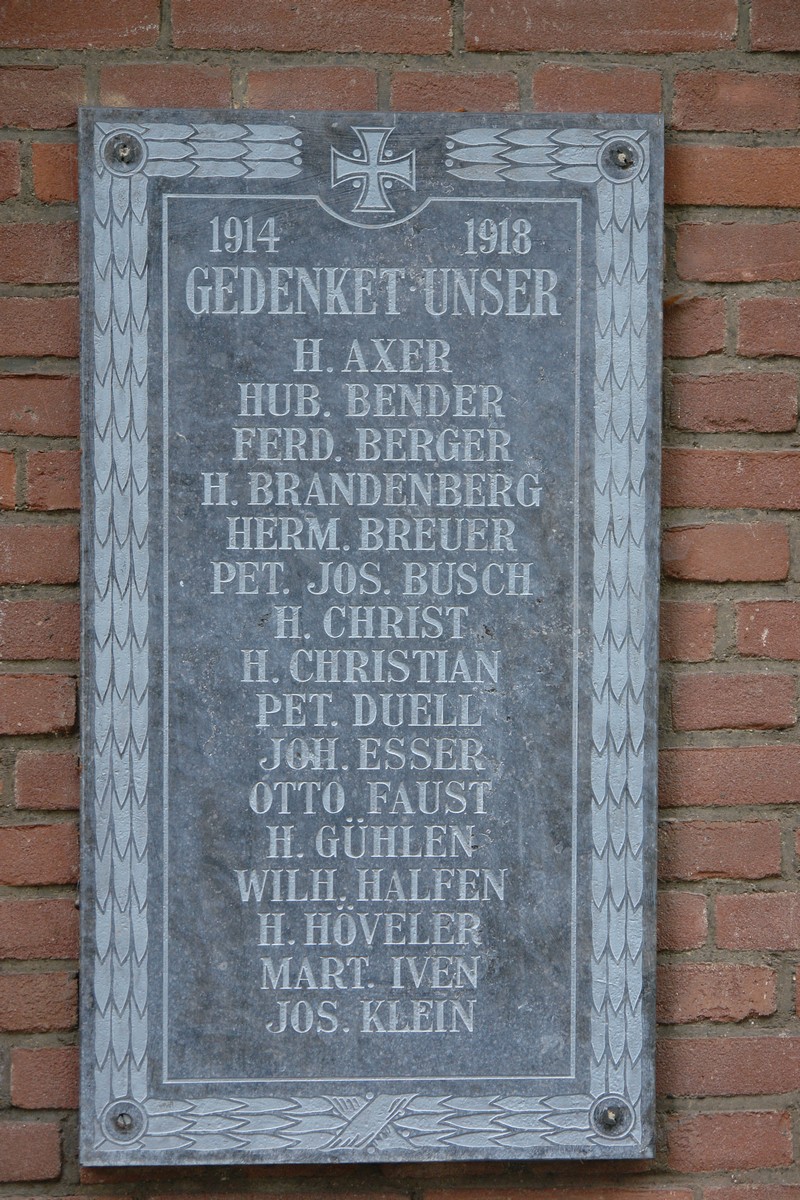 1914 1918
GEDENKET UNSER
H. AXER
HUB. BENDER
FERD. BERGER
H. BRANDENBERG
HERM. BREUER
PET. JOS. BUSCH
H. CHRIST
H. CHRISTIAN
PET. DUELL
JOH. ESSER
OTTO FAUST
H. GÜHLEN
WILH. HALFEN
H. HÖVELER
MART. IVEN
JOS. KLEIN